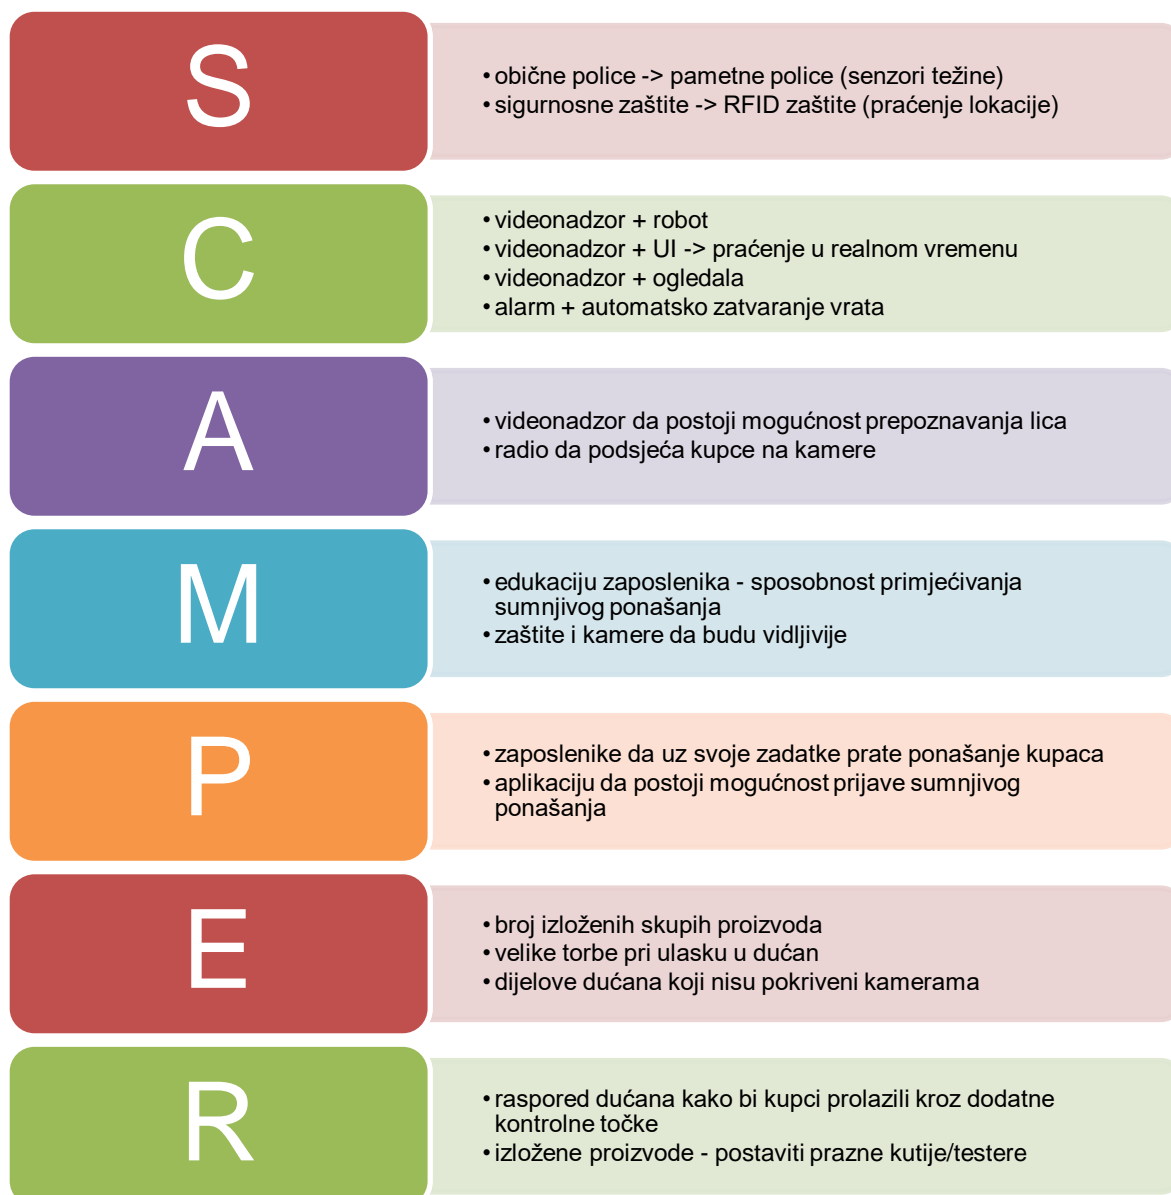 S
• obične police -> pametne police (senzori težine)
• sigurnosne zaštite -> RFID zaštite (praćenje lokacije)
C
• videonadzor + robot
• videonadzor + UI -> praćenje u realnom vremenu
• videonadzor + ogledala
• alarm + automatsko zatvaranje vrata
A
• videonadzor da postoji mogućnost prepoznavanja lica
• radio da podsjeća kupce na kamere
M
• edukaciju zaposlenika - sposobnost primjećivanja
sumnjivog ponašanja
• zaštite i kamere da budu vidljivije
P
• zaposlenike da uz svoje zadatke prate ponašanje kupaca
• aplikaciju da postoji mogućnost prijave sumnjivog
ponašanja
E
• broj izloženih skupih proizvoda
• velike torbe pri ulasku u dućan
• dijelove dućana koji nisu pokriveni kamerama
R
• raspored dućana kako bi kupci prolazili kroz dodatne
kontrolne točke
• izložene proizvode - postaviti prazne kutije/testere